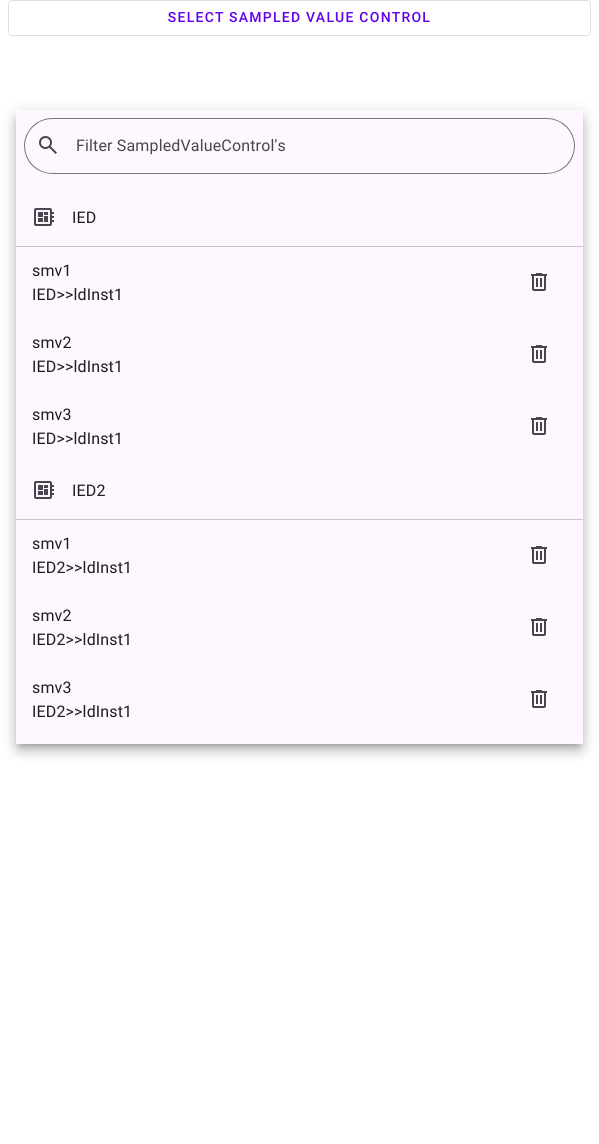 SELECT SAMPLED VALUE CONTROL
Filter SampledValueControl's
IED
smv1
IED>>ldInst1
smv2
IED>>ldInst1
smv3
IED>>ldInst1
IED2
smv1
IED2>>ldInst1
smv2
IED2>>ldInst1
smv3
IED2>>ldInst1